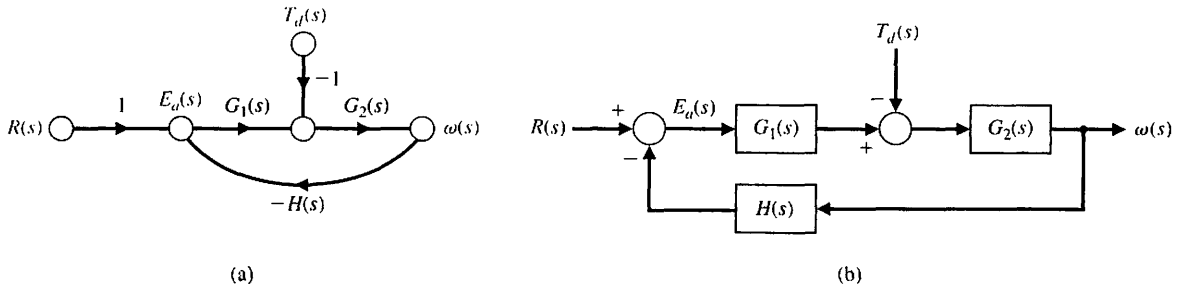 T_d(s)
-1
R(s)
1
E_a(s)
G_1(s)
G_2(s)
ω(s)
-H(s)
(a)
T_d(s)
-
R(s)
+
E_a(s)
G_1(s)
+
G_2(s)
ω(s)
-
H(s)
(b)